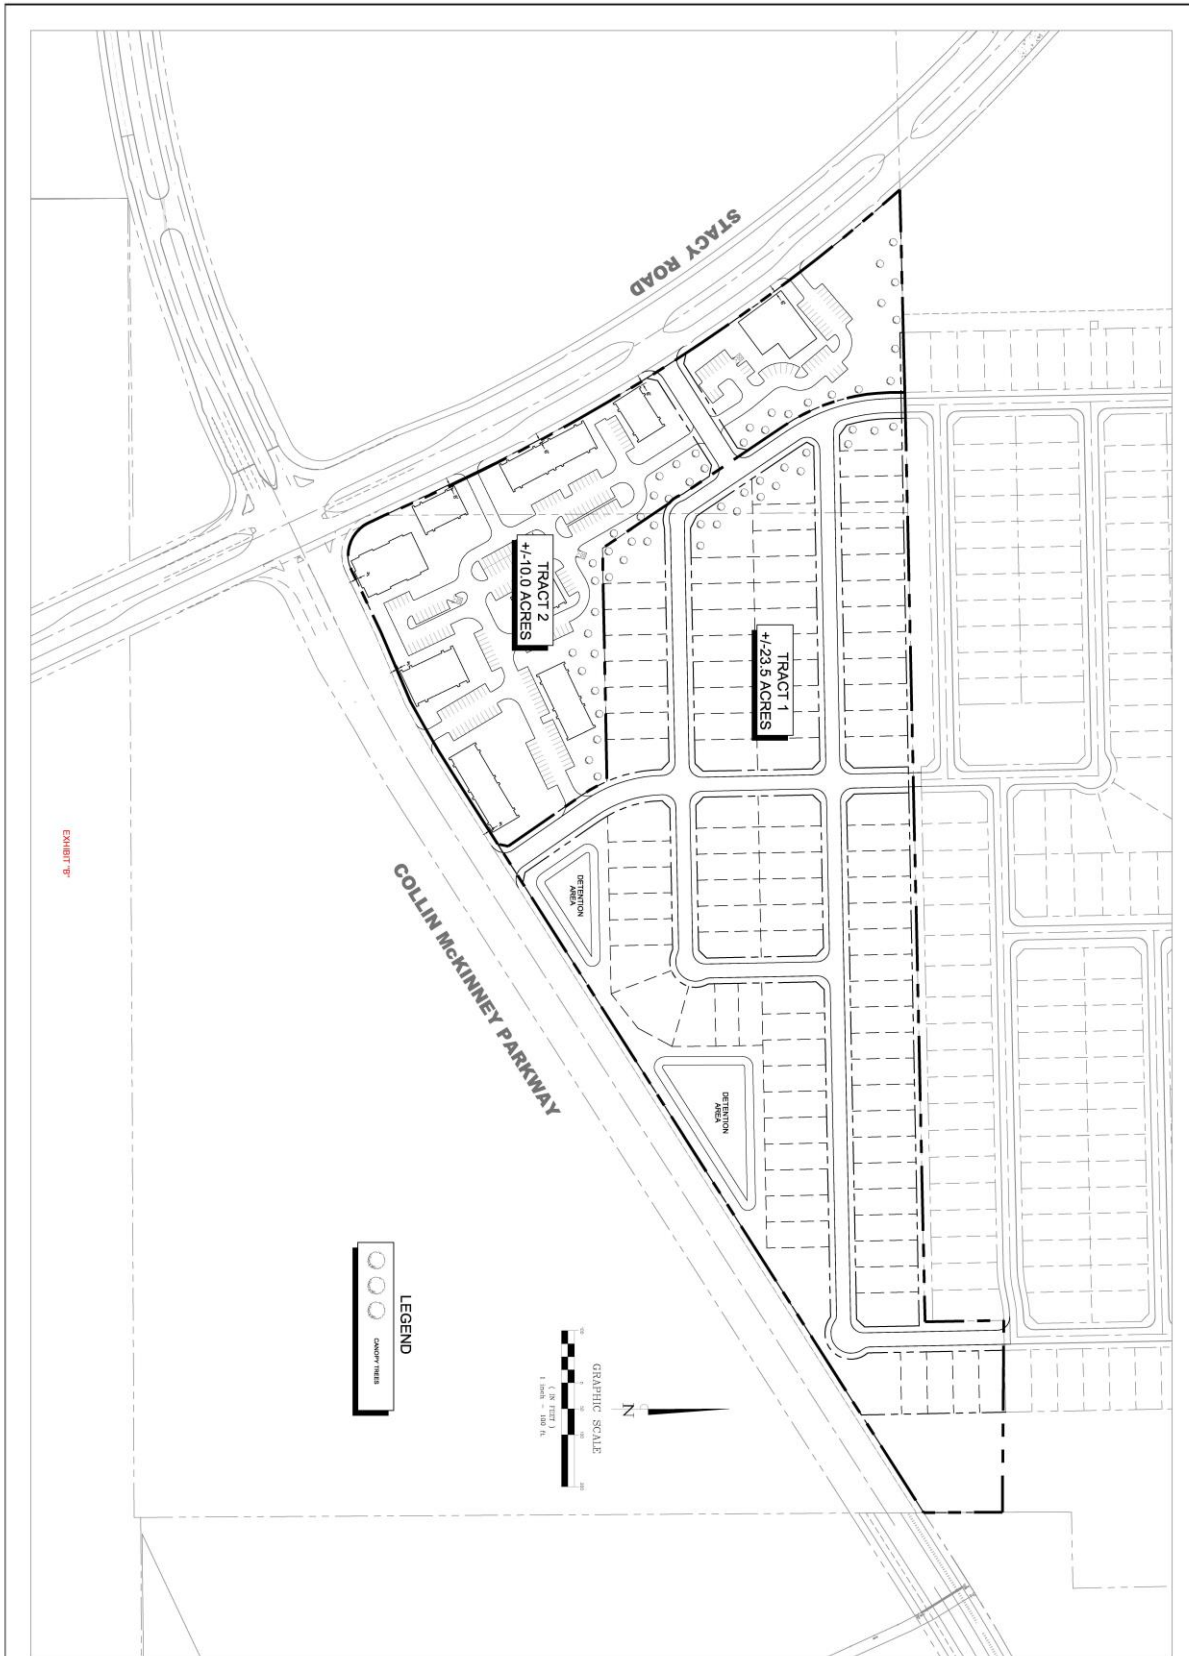 STACY ROAD
TRACT 1
+/-23.5 ACRES
TRACT 2
+/-10.0 ACRES
DETENTION
AREA
DETENTION
AREA
COLLIN McKINNEY PARKWAY
LEGEND
CANOPY TREES
N
GRAPHIC SCALE
( IN FEET )
1 inch = 100 ft.
EXHIBIT "B"